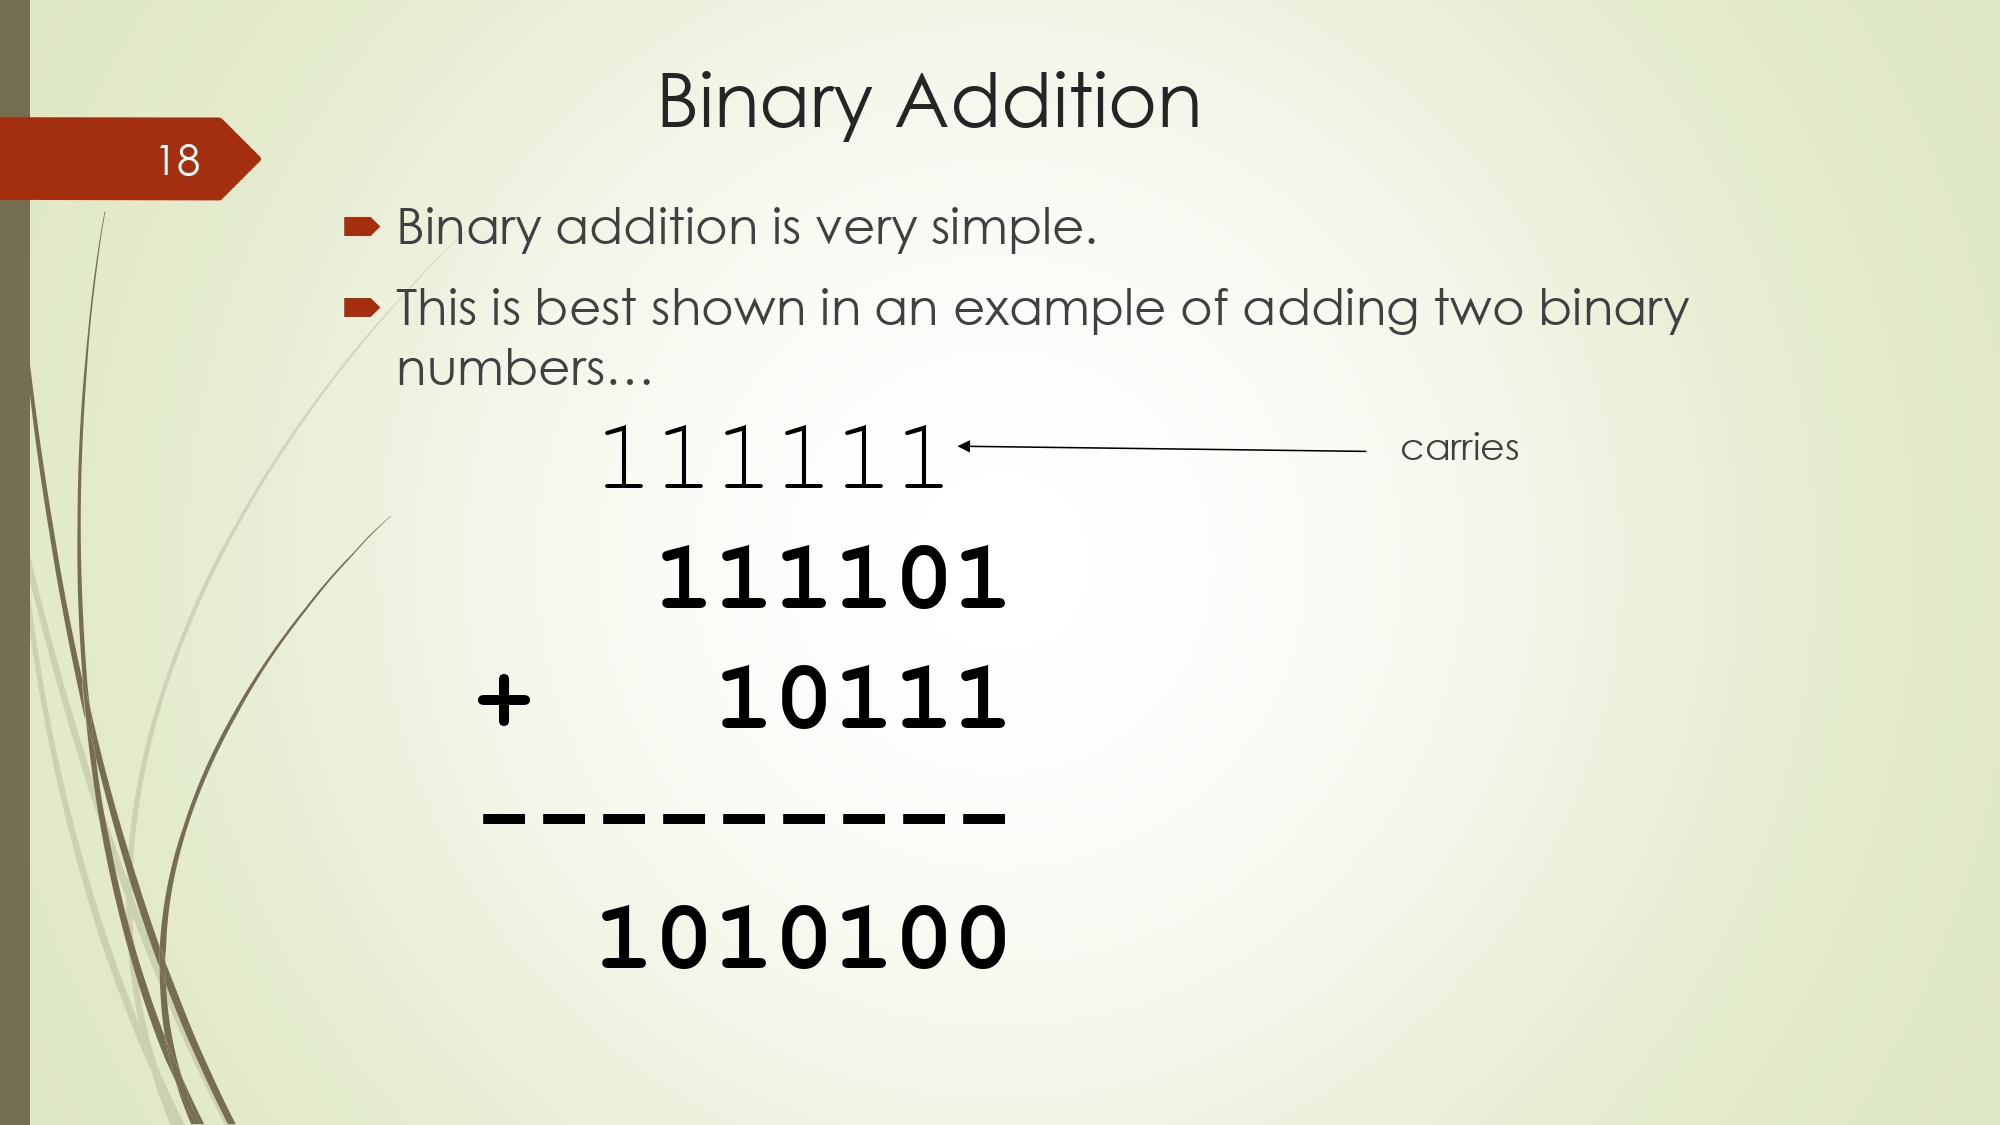 Binary Addition
18
Binary addition is very simple.
This is best shown in an example of adding two binary
numbers…
111111
carries
111101
+ 10111
---------
1010100